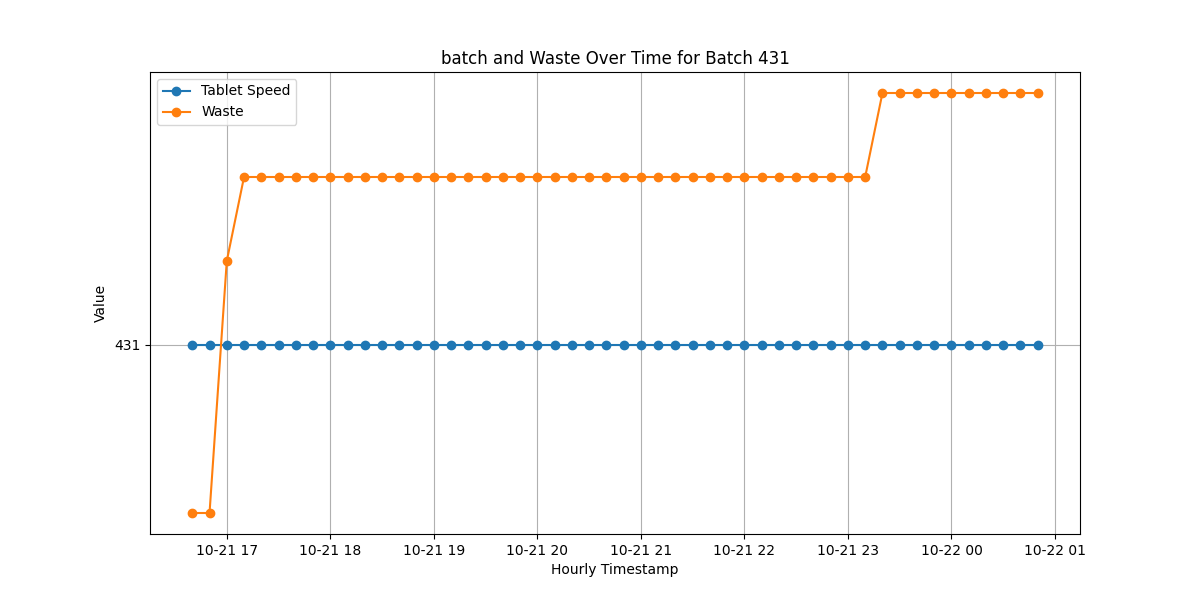 batch and Waste Over Time for Batch 431
Tablet Speed
Waste
Value
431
10-21 17
10-21 18
10-21 19
10-21 20
10-21 21
10-21 22
10-21 23
10-22 00
10-22 01
Hourly Timestamp